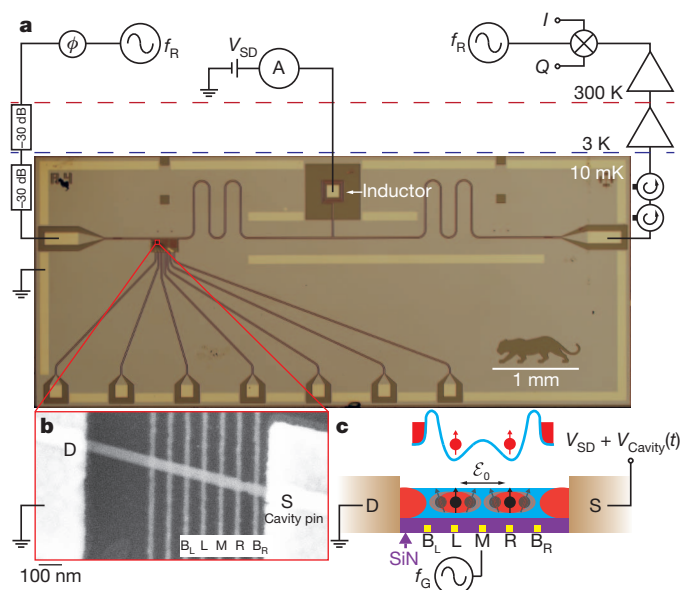 a
ϕ
f_R
V_SD
A
f_R
I
Q
300 K
3 K
10 mK
–30 dB
–30 dB
Inductor
1 mm
b
D
S
Cavity pin
B_L L M R B_R
100 nm
c
V_SD + V_Cavity(t)
ℰ_0
D
S
SiN
B_L L M R B_R
f_G